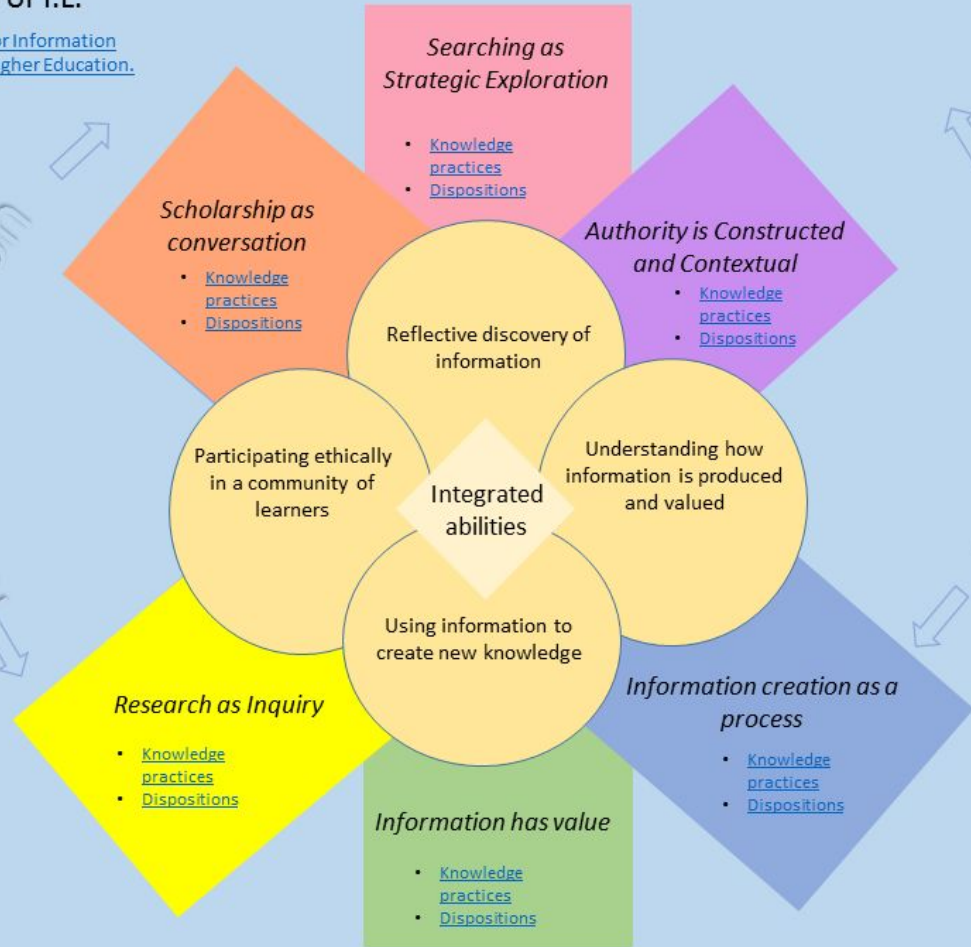 or Information
gher Education.
Searching as
Strategic Exploration
• Knowledge
practices
• Dispositions
Scholarship as
conversation
• Knowledge
practices
• Dispositions
Authority is Constructed
and Contextual
• Knowledge
practices
• Dispositions
Reflective discovery of
information
Participating ethically
in a community of
learners
Integrated
abilities
Understanding how
information is produced
and valued
Using information to
create new knowledge
Research as Inquiry
• Knowledge
practices
• Dispositions
Information creation as a
process
• Knowledge
practices
• Dispositions
Information has value
• Knowledge
practices
• Dispositions